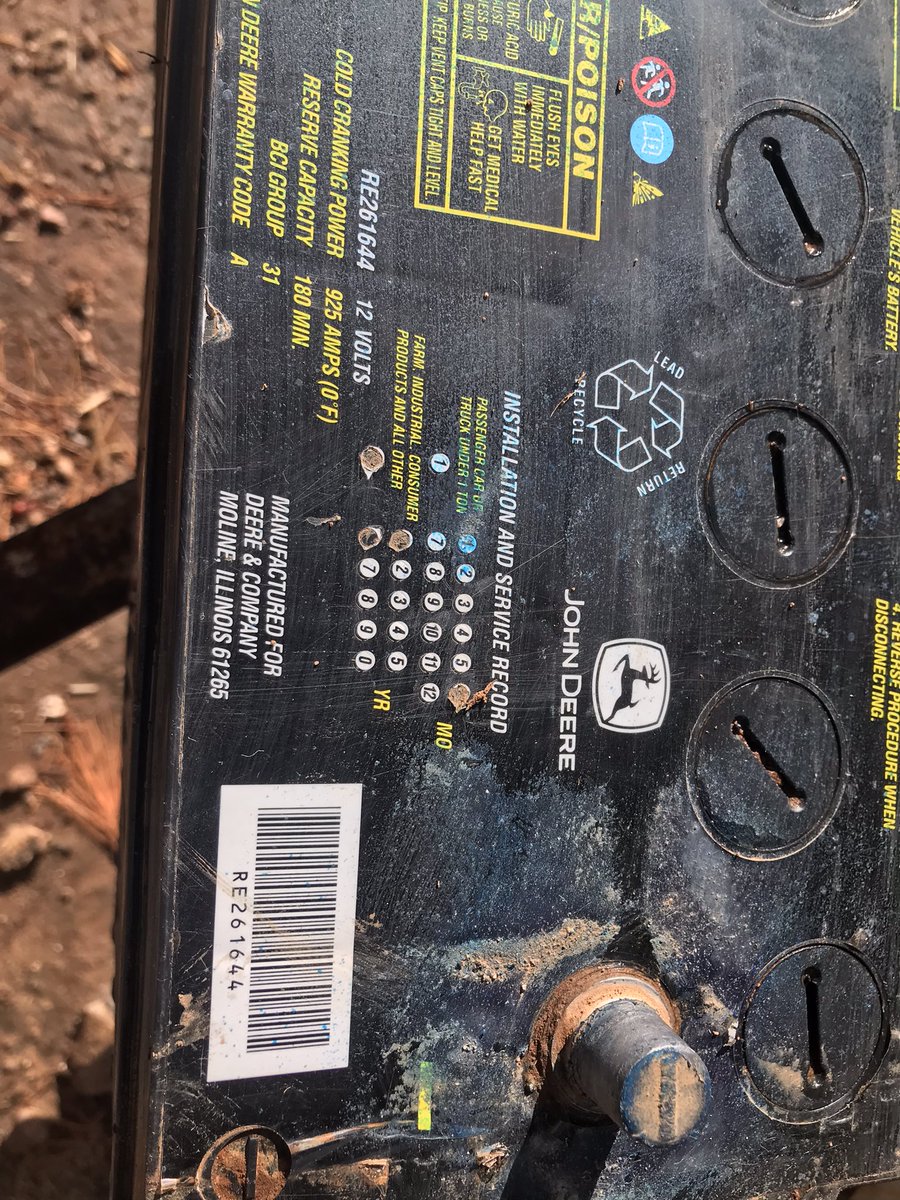 R/POISON
FLUSH EYES
IMMEDIATELY
WITH WATER
GET MEDICAL
HELP FAST
URIC ACID
BURNS
KEEP VENT CAPS TIGHT AND LEVEL
VEHICLE'S BATTERY
4. REVERSE PROCEDURE WHEN
DISCONNECTING.
RE261644 12 VOLTS
COLD CRANKING POWER 925 AMPS (0°F)
RESERVE CAPACITY 180 MIN.
BCI GROUP 31
DEERE WARRANTY CODE A
LEAD
RETURN
RECYCLE
JOHN DEERE
INSTALLATION AND SERVICE RECORD
PASSENGER CAR OR
TRUCK UNDER 1 TON
1 2 3 4 5
MO
1 7 8 9 10 11 12
FARM, INDUSTRIAL, CONSUMER
PRODUCTS AND ALL OTHER
2 3 4 5
YR
7 8 9 0
MANUFACTURED FOR
DEERE & COMPANY
MOLINE, ILLINOIS 61265
RE261644